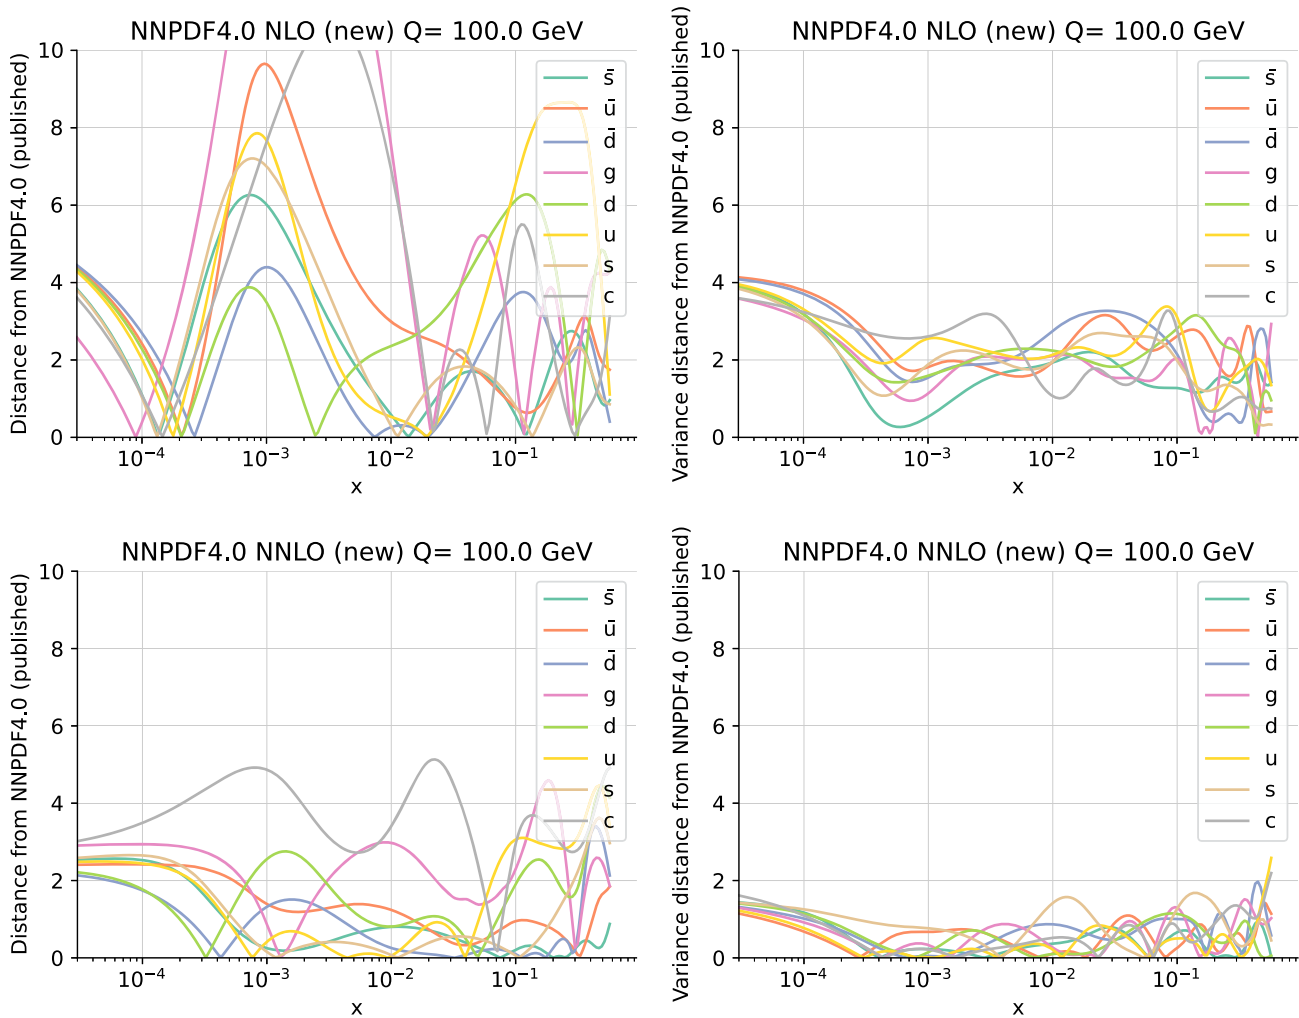 NNPDF4.0 NLO (new) Q= 100.0 GeV
Distance from NNPDF4.0 (published)
10
8
6
4
2
0
10⁻⁴
10⁻³
10⁻²
10⁻¹
x
s̄
ū
d̄
g
d
u
s
c
NNPDF4.0 NLO (new) Q= 100.0 GeV
Variance distance from NNPDF4.0 (published)
10
8
6
4
2
0
10⁻⁴
10⁻³
10⁻²
10⁻¹
x
s̄
ū
d̄
g
d
u
s
c
NNPDF4.0 NNLO (new) Q= 100.0 GeV
Distance from NNPDF4.0 (published)
10
8
6
4
2
0
10⁻⁴
10⁻³
10⁻²
10⁻¹
x
s̄
ū
d̄
g
d
u
s
c
NNPDF4.0 NNLO (new) Q= 100.0 GeV
Variance distance from NNPDF4.0 (published)
10
8
6
4
2
0
10⁻⁴
10⁻³
10⁻²
10⁻¹
x
s̄
ū
d̄
g
d
u
s
c